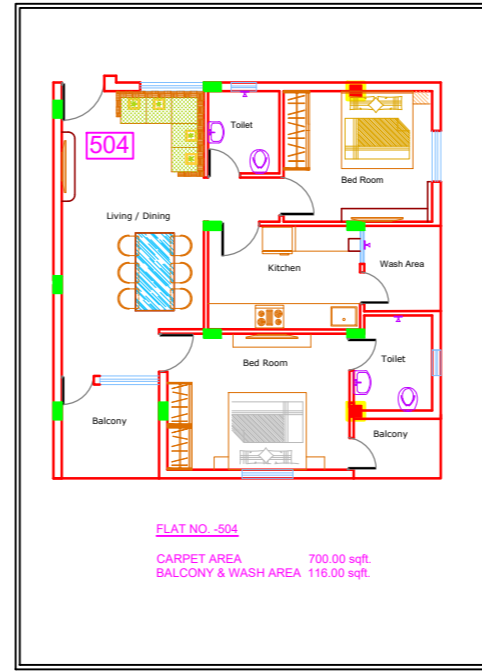 504
Toilet
Bed Room
Living / Dining
Kitchen
Wash Area
Bed Room
Toilet
Balcony
Balcony
FLAT NO. -504
CARPET AREA 700.00 sqft.
BALCONY & WASH AREA 116.00 sqft.